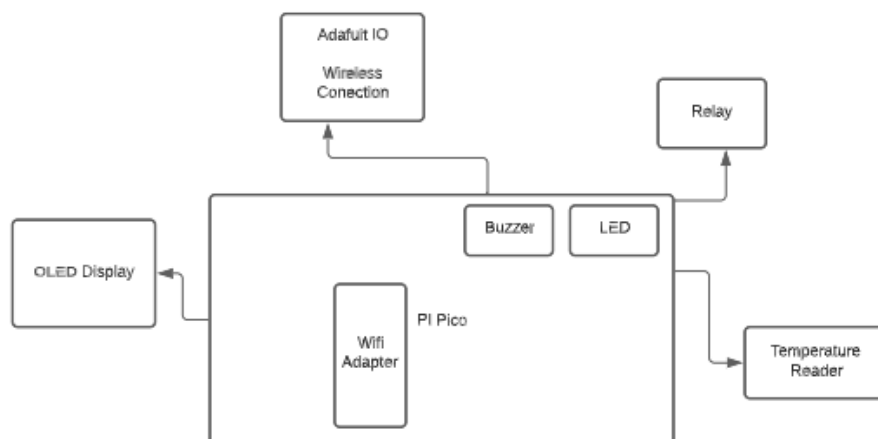 Adafuit IO
Wireless
Conection
Relay
Buzzer
LED
OLED Display
PI Pico
Wifi
Adapter
Temperature
Reader